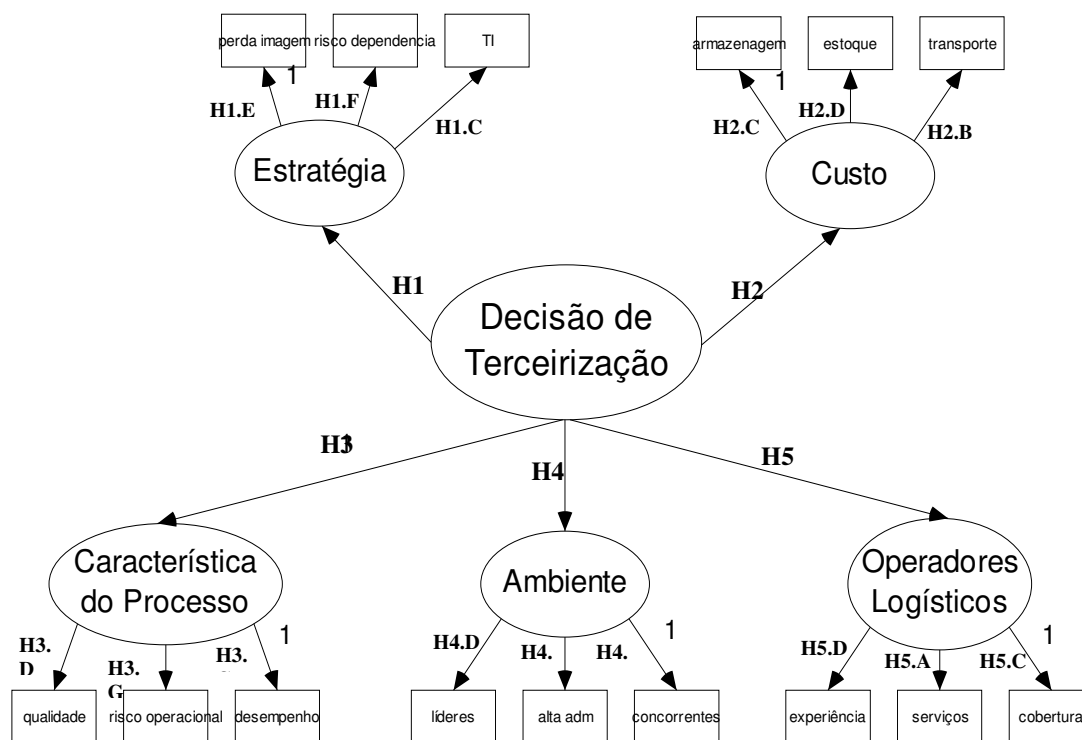 perda imagem
risco dependencia
TI
armazenagem
estoque
transporte
1
1
H1.E
H1.F
H1.C
H2.C
H2.D
H2.B
Estratégia
Custo
H1
H2
Decisão de
Terceirização
H3
H4
H5
Característica
do Processo
Ambiente
Operadores
Logísticos
1
1
1
H3.
D
H3.
G
H3.
H4.D
H4.
H4.
H5.D
H5.A
H5.C
qualidade
risco operacional
desempenho
líderes
alta adm
concorrentes
experiência
serviços
cobertura